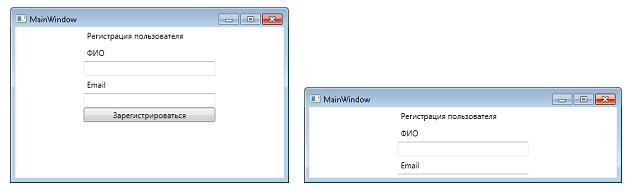 MainWindow
Регистрация пользователя
ФИО
Email
Зарегистрироваться
MainWindow
Регистрация пользователя
ФИО
Email